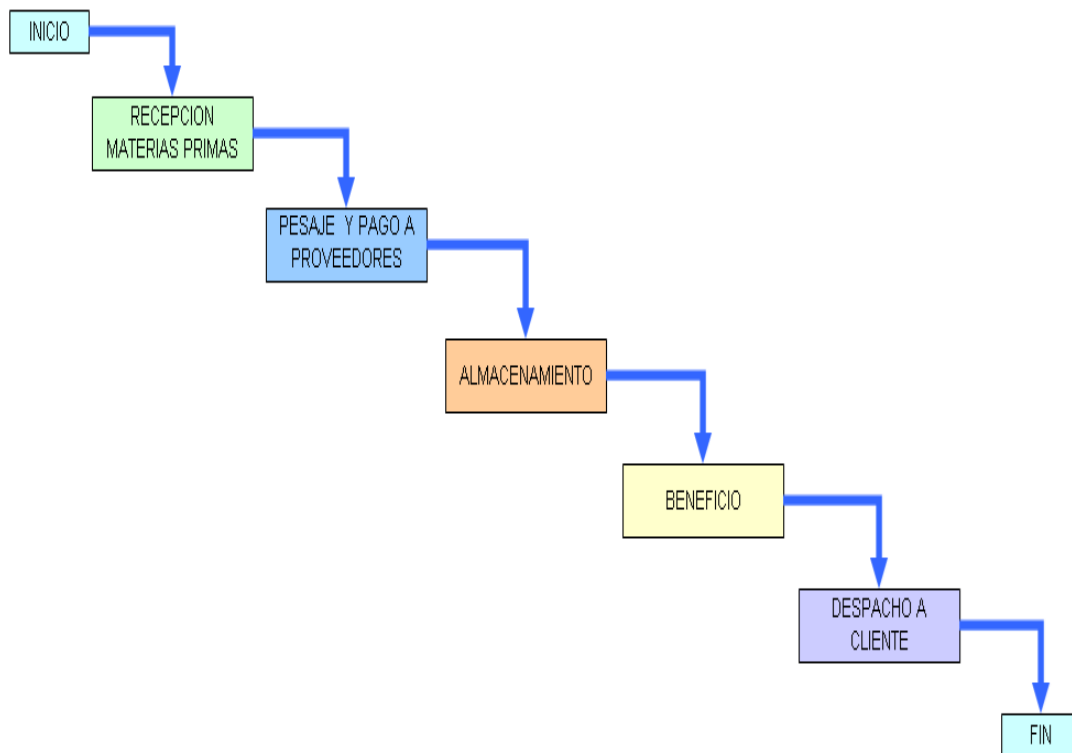 INICIO
RECEPCION
MATERIAS PRIMAS
PESAJE Y PAGO A
PROVEEDORES
ALMACENAMIENTO
BENEFICIO
DESPACHO A
CLIENTE
FIN